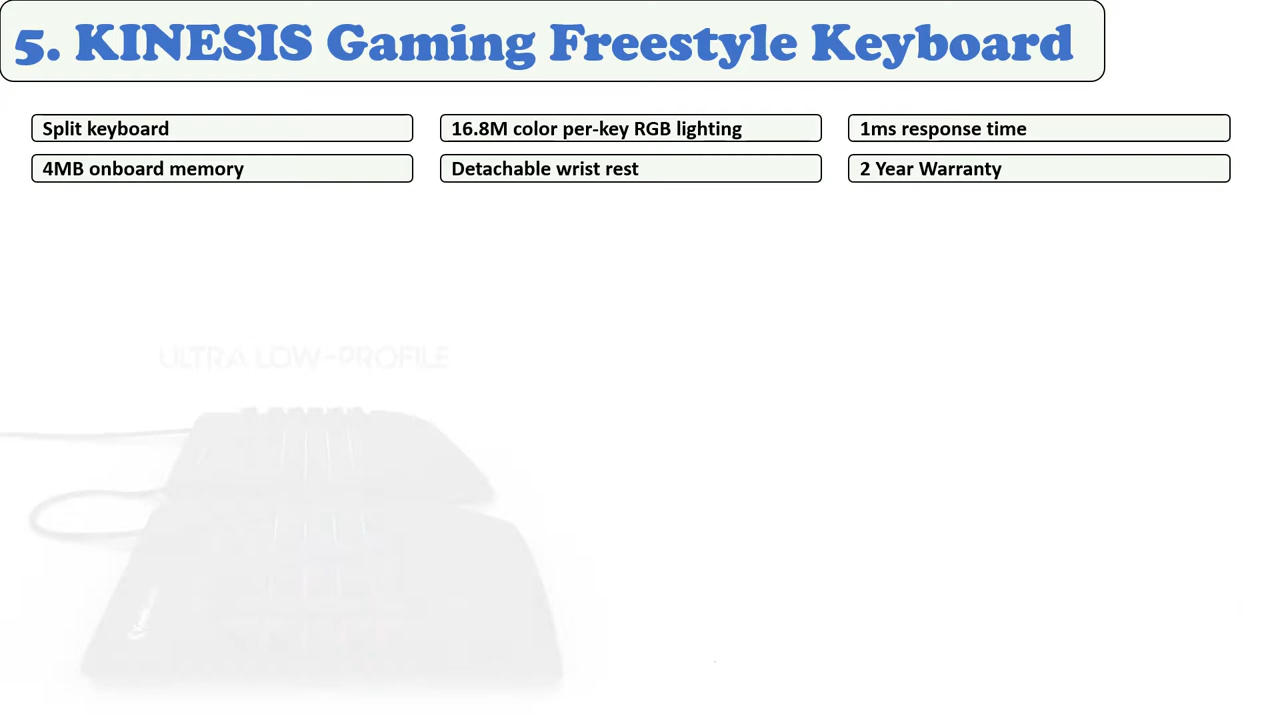 5. KINESIS Gaming Freestyle Keyboard
Split keyboard
16.8M color per-key RGB lighting
1ms response time
4MB onboard memory
Detachable wrist rest
2 Year Warranty
ULTRA LOW-PROFILE